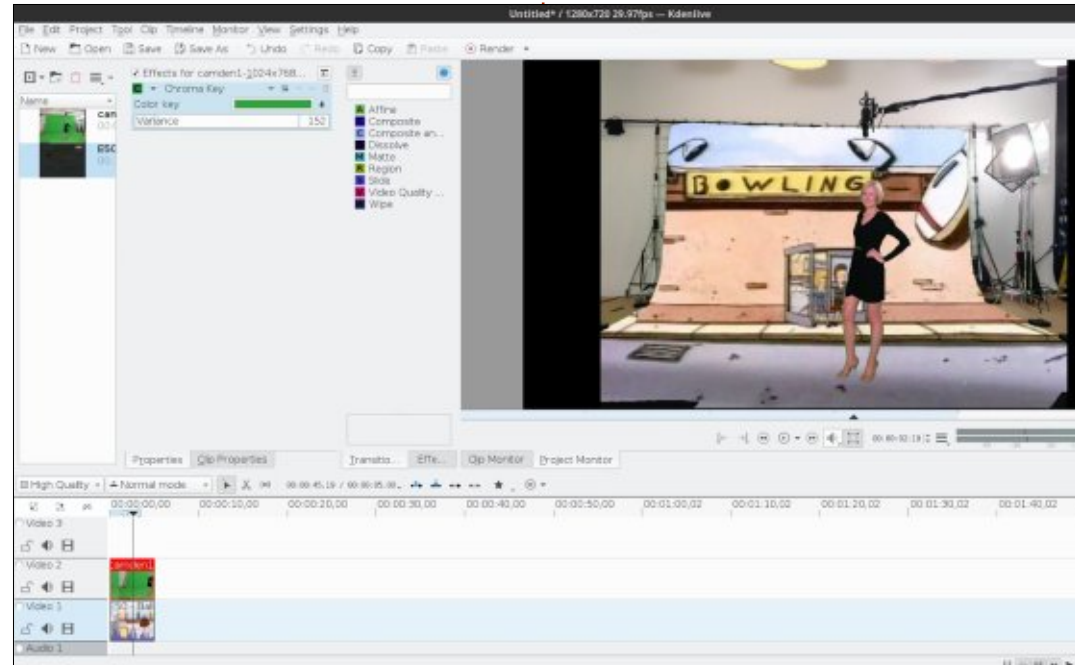 Untitled* / 1280x720 29.97fps — Kdenlive
File Edit Project Tool Clip Timeline Monitor View Settings Help
New Open Save Save As Undo Redo Copy Paste Render
Effects for camden1-1024x768...
Chroma Key
Name
Color key
Variance 152
can
ESC
Affine
Composite
Composite an...
Dissolve
Matte
Region
Slide
Video Quality ...
Wipe
BOWLING
Properties Clip Properties
Transitio... Effe...
Clip Monitor Project Monitor
High Quality Normal mode
00:00:00,00 00:00:10,00 00:00:20,00 00:00:30,00 00:00:40,00 00:00:50,00 00:01:00,02 00:01:10,02 00:01:20,02 00:01:30,02 00:01:40,02
Video 3
Video 2
camden1
Video 1
Audio 1